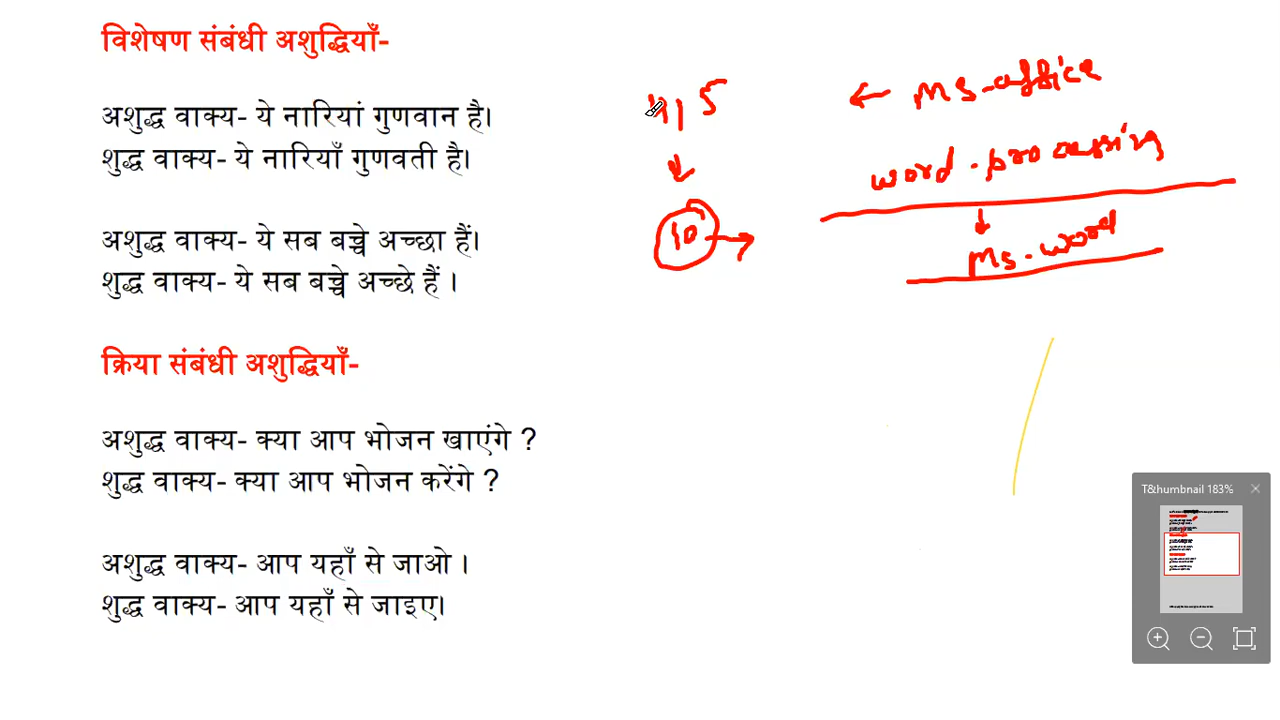 विशेषण संबंधी अशुद्धियाँ-
अशुद्ध वाक्य- ये नारियां गुणवान है।
शुद्ध वाक्य- ये नारियाँ गुणवती है।
अशुद्ध वाक्य- ये सब बच्चे अच्छा हैं।
शुद्ध वाक्य- ये सब बच्चे अच्छे हैं ।
क्रिया संबंधी अशुद्धियाँ-
अशुद्ध वाक्य- क्या आप भोजन खाएंगे ?
शुद्ध वाक्य- क्या आप भोजन करेंगे ?
अशुद्ध वाक्य- आप यहाँ से जाओ ।
शुद्ध वाक्य- आप यहाँ से जाइए।
5
10
← MS-office
word-processing
MS-word
T&thumbnail 183%